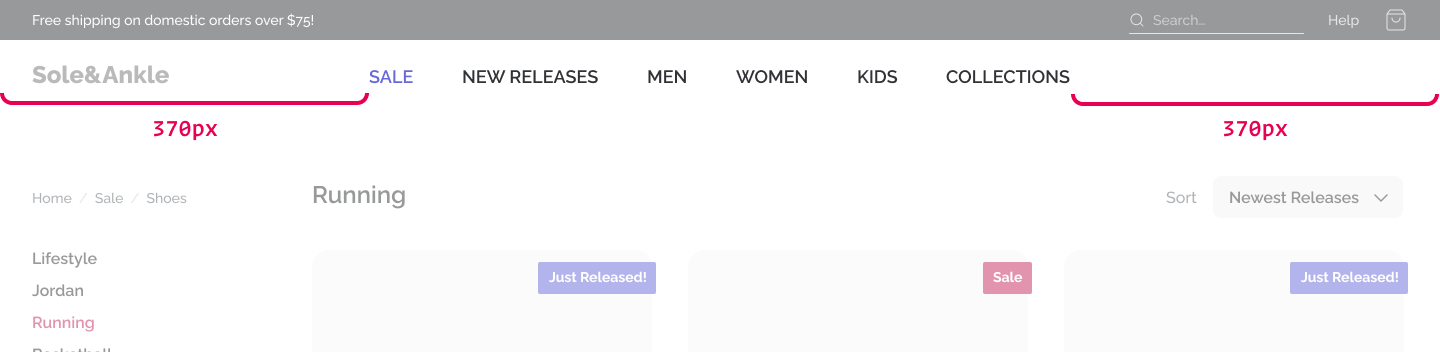 Free shipping on domestic orders over $75!
Search…
Help
Sole&Ankle
SALE
NEW RELEASES
MEN
WOMEN
KIDS
COLLECTIONS
370px
370px
Home / Sale / Shoes
Running
Sort
Newest Releases
Lifestyle
Jordan
Running
Basketball
Just Released!
Sale
Just Released!